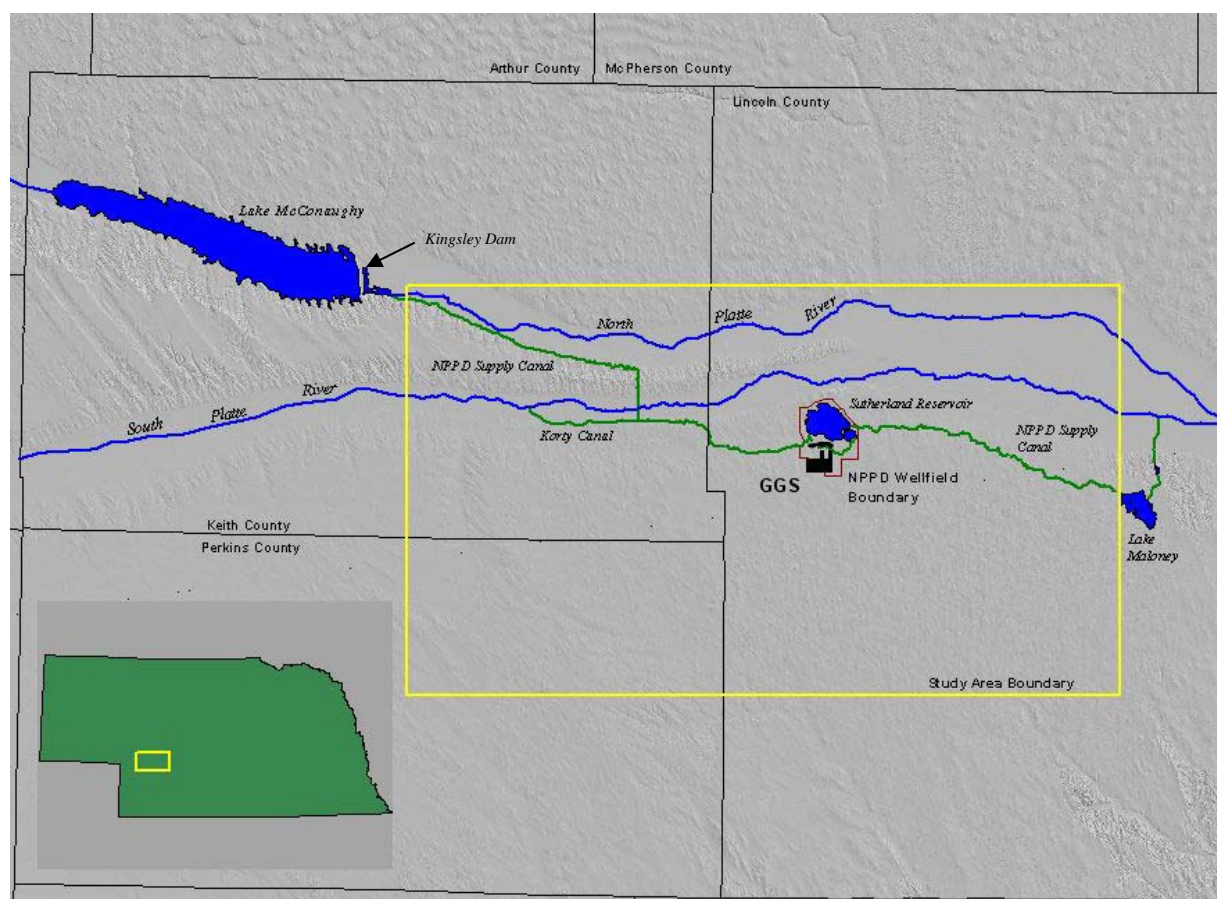 Arthur County
McPherson County
Lincoln County
Lake McConaughy
Kingsley Dam
North Platte River
NPPD Supply Canal
South Platte River
Korty Canal
Sutherland Reservoir
NPPD Supply
Canal
GGS
NPPD Wellfield
Boundary
Lake
Maloney
Keith County
Perkins County
Study Area Boundary